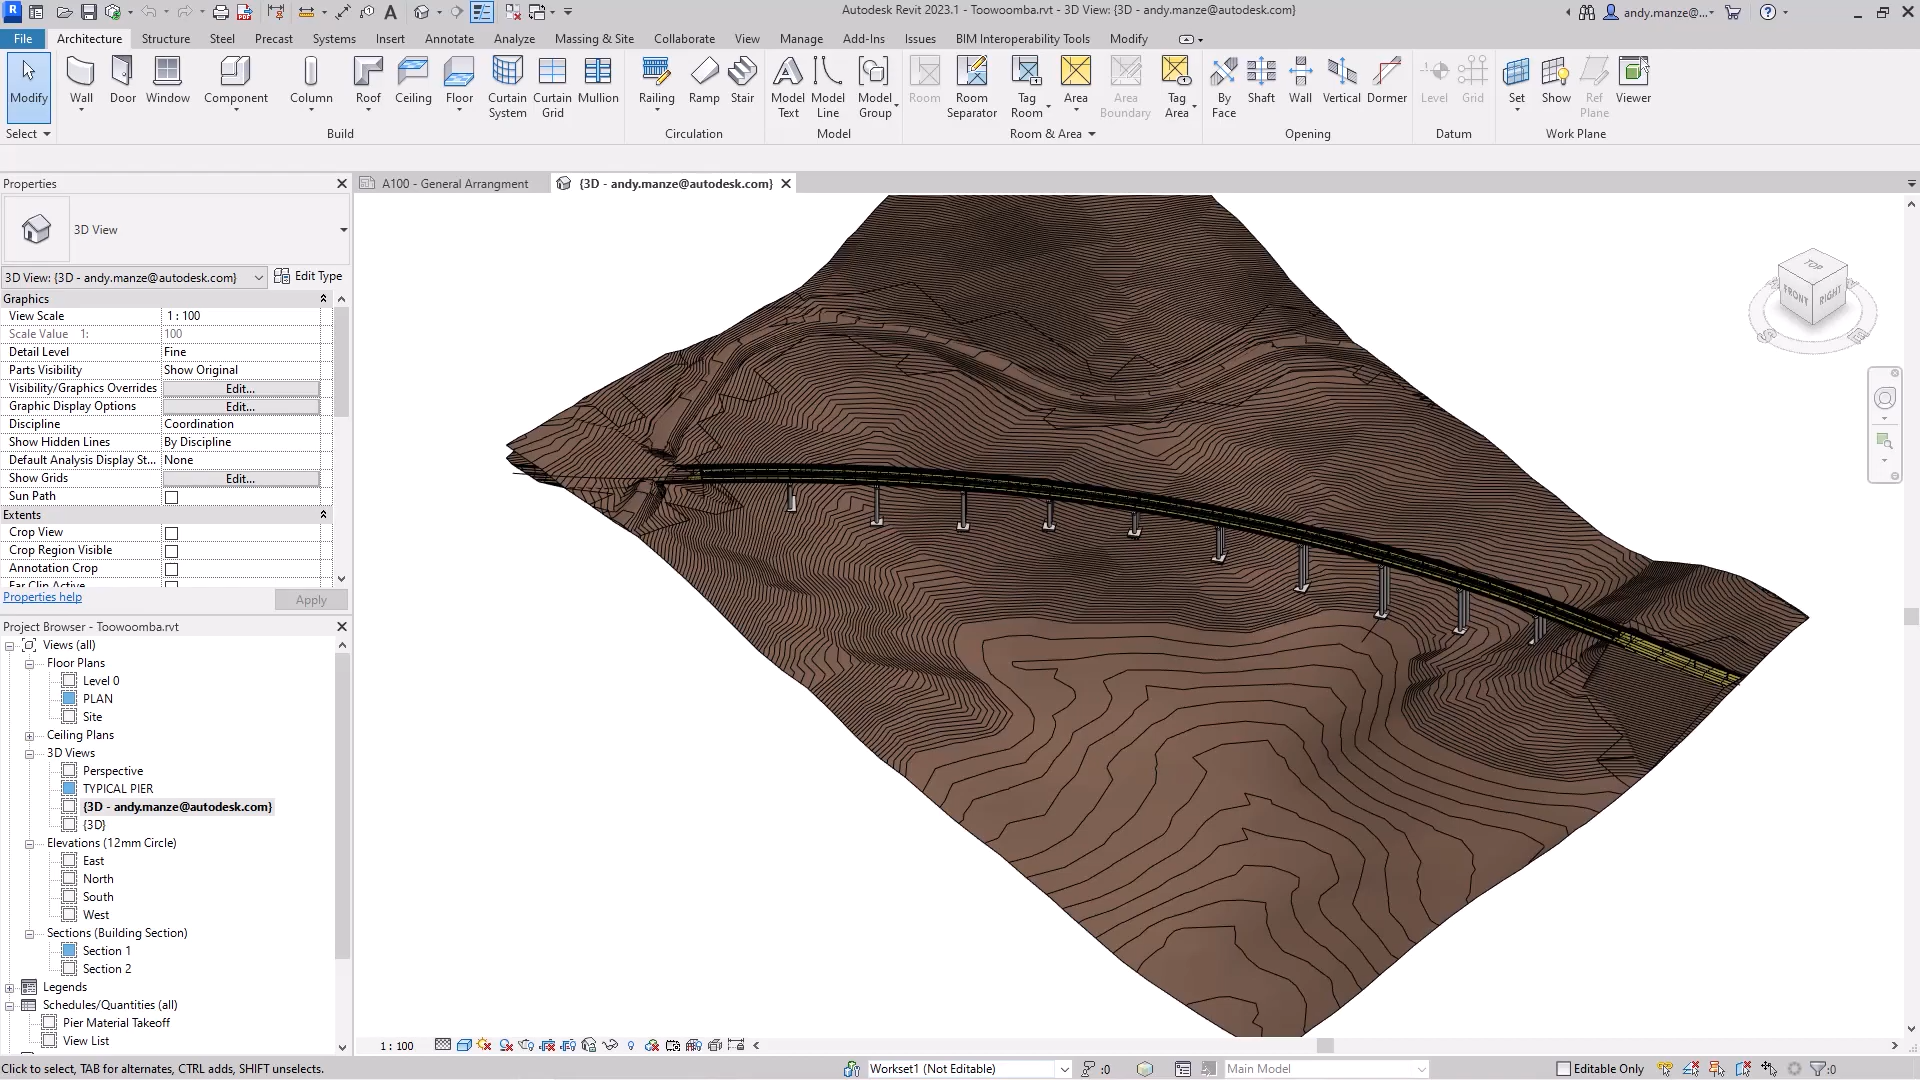 Autodesk Revit 2023.1 - Toowoomba.rvt - 3D View: {3D - andy.manze@autodesk.com}
andy.manze@...
File Architecture Structure Steel Precast Systems Insert Annotate Analyze Massing & Site Collaborate View Manage Add-Ins Issues BIM Interoperability Tools Modify
Modify
Wall
Door
Window
Component
Column
Roof
Ceiling
Floor
Curtain System
Curtain Grid
Mullion
Railing
Ramp
Stair
Model Text
Model Line
Model Group
Room
Room Separator
Tag Room
Area
Area Boundary
Tag Area
By Face
Shaft
Wall
Vertical
Dormer
Level
Grid
Set
Show
Ref Plane
Viewer
Select
Build
Circulation
Model
Room & Area
Opening
Datum
Work Plane
Properties
A100 - General Arrangment
{3D - andy.manze@autodesk.com}
3D View
3D View: {3D - andy.manze@autodesk.com}
Edit Type
Graphics
View Scale 1 : 100
Scale Value 1: 100
Detail Level Fine
Parts Visibility Show Original
Visibility/Graphics Overrides Edit...
Graphic Display Options Edit...
Discipline Coordination
Show Hidden Lines By Discipline
Default Analysis Display St... None
Show Grids Edit...
Sun Path
Extents
Crop View
Crop Region Visible
Annotation Crop
Far Clip Active
Properties help
Apply
TOP
FRONT
RIGHT
Project Browser - Toowoomba.rvt
Views (all)
Floor Plans
Level 0
PLAN
Site
Ceiling Plans
3D Views
Perspective
TYPICAL PIER
{3D - andy.manze@autodesk.com}
{3D}
Elevations (12mm Circle)
East
North
South
West
Sections (Building Section)
Section 1
Section 2
Legends
Schedules/Quantities (all)
Pier Material Takeoff
View List
1 : 100
Click to select, TAB for alternates, CTRL adds, SHIFT unselects.
Workset1 (Not Editable)
:0
Main Model
Editable Only
:0